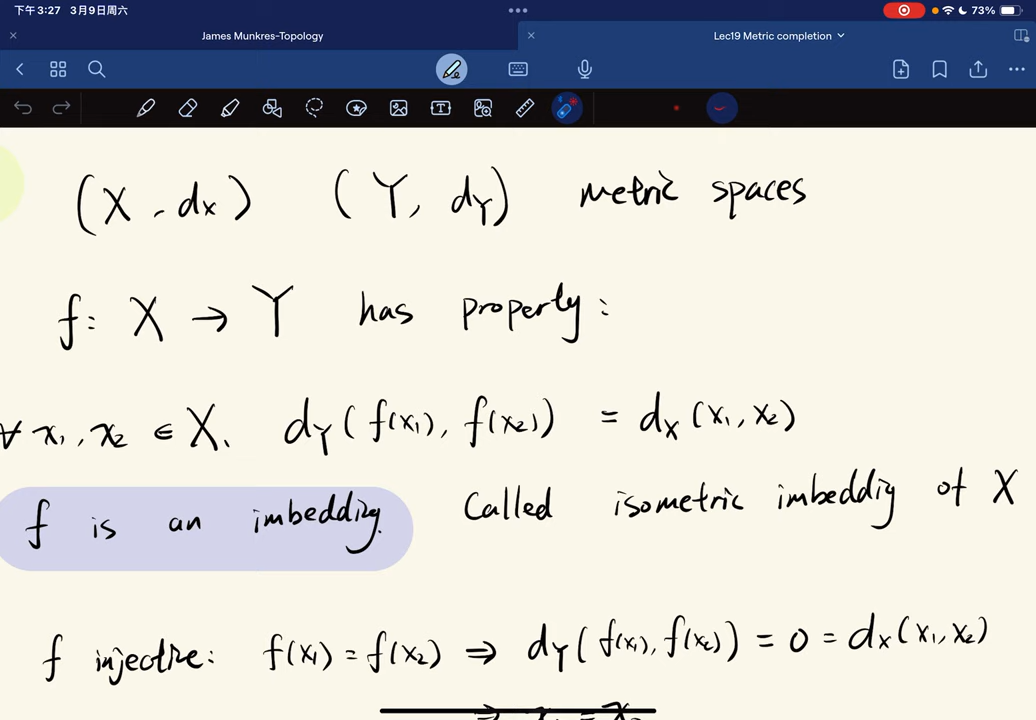 下午3:27 3月9日周六 73%
James Munkres-Topology Lec19 Metric completion
(X, dx) (Y, dY) metric spaces
f: X → Y has property:
∀ x₁, x₂ ∈ X. dY(f(x₁), f(x₂)) = dX(x₁, x₂)
f is an imbedding. Called isometric imbeddig of X
f injective: f(x₁) = f(x₂) ⇒ dY(f(x₁), f(x₂)) = 0 = dx(x₁, x₂)